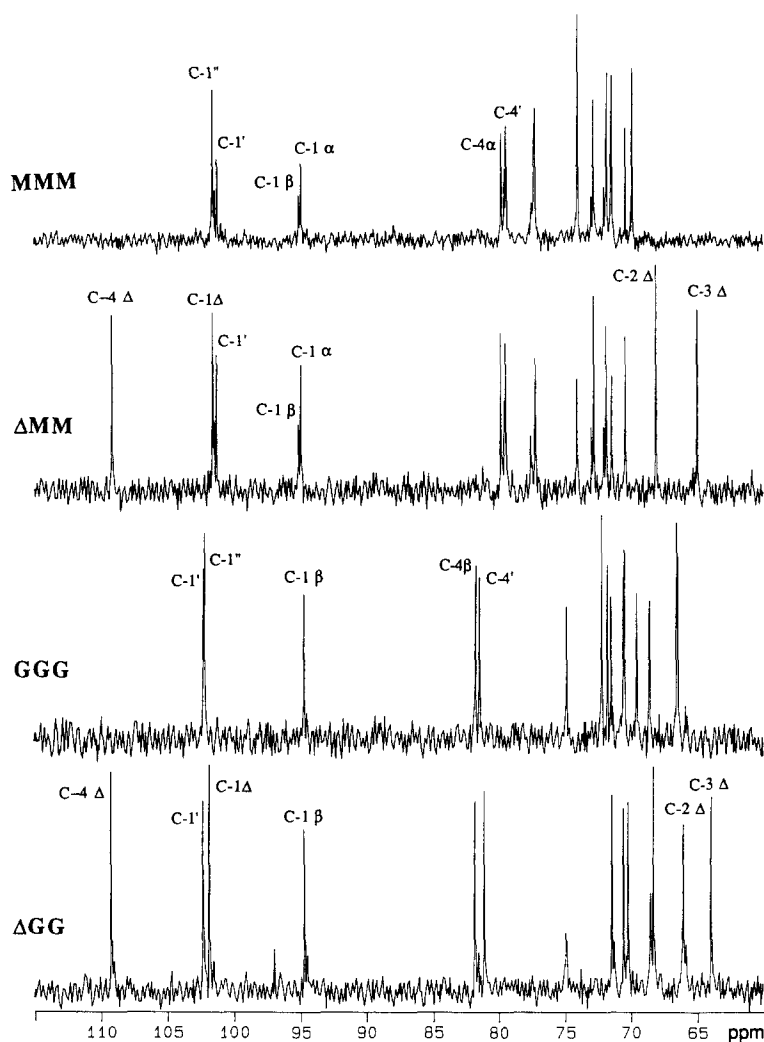 C-1"
C-1'
C-1 β
C-1 α
C-4α
C-4'
MMM
C-4 Δ
C-1Δ
C-1'
C-1 β
C-1 α
C-2 Δ
C-3 Δ
ΔMM
C-1'
C-1"
C-1 β
C-4β
C-4'
GGG
C-4 Δ
C-1'
C-1Δ
C-1 β
C-2 Δ
C-3 Δ
ΔGG
110 105 100 95 90 85 80 75 70 65 ppm